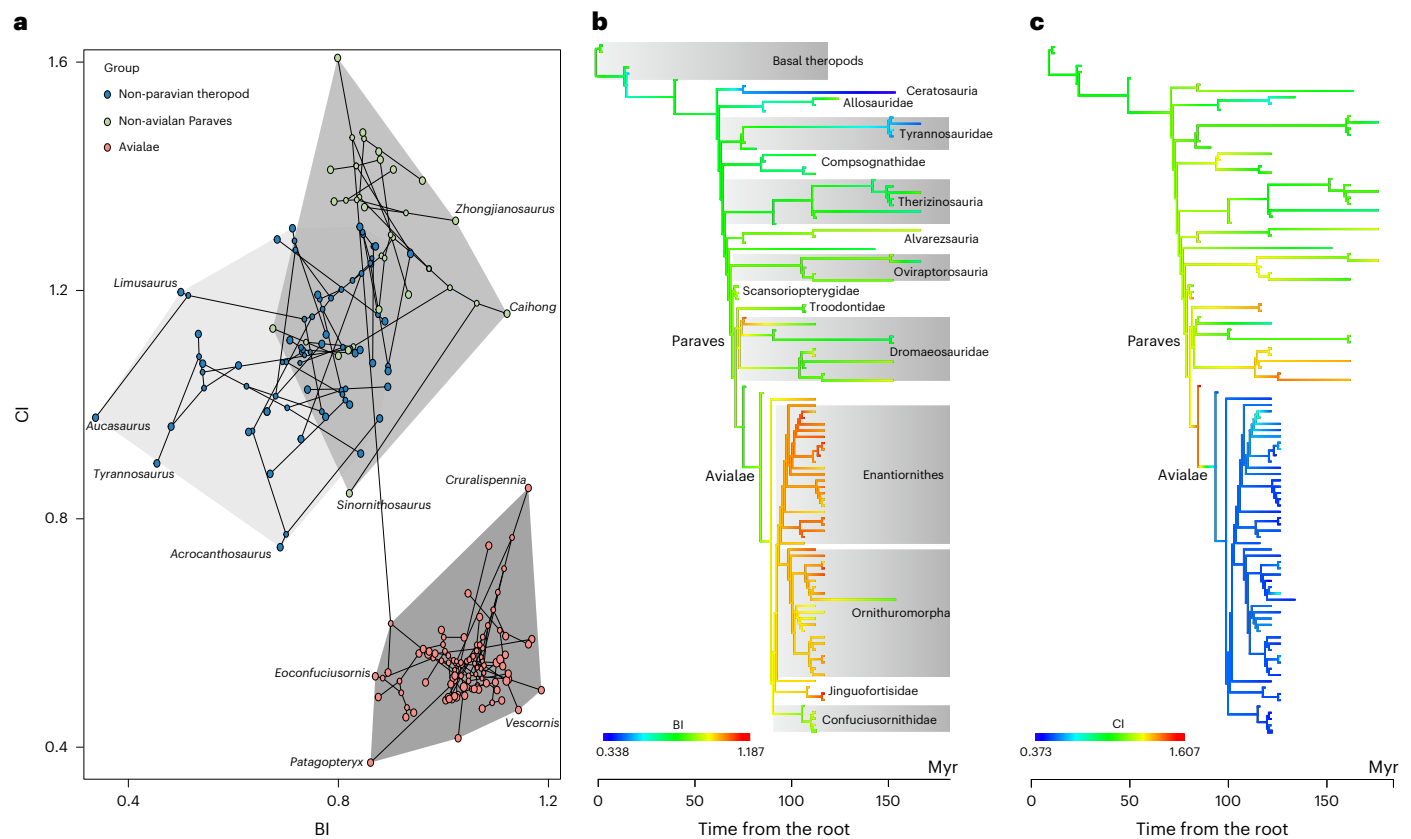 a
1.6
1.2
0.8
0.4
CI
Group
Non-paravian theropod
Non-avialan Paraves
Avialae
Zhongjianosaurus
Limusaurus
Caihong
Aucasaurus
Tyrannosaurus
Sinornithosaurus
Cruralispennia
Acrocanthosaurus
Eoconfuciusornis
Vescornis
Patagopteryx
0.4
0.8
1.2
BI
b
Basal theropods
Ceratosauria
Allosauridae
Tyrannosauridae
Compsognathidae
Therizinosauria
Alvarezsauria
Oviraptorosauria
Scansoriopterygidae
Troodontidae
Paraves
Dromaeosauridae
Avialae
Enantiornithes
Ornithuromorpha
Jinguofortisidae
Confuciusornithidae
BI
0.338
1.187
Myr
0
50
100
150
Time from the root
c
Paraves
Avialae
CI
0.373
1.607
Myr
0
50
100
150
Time from the root